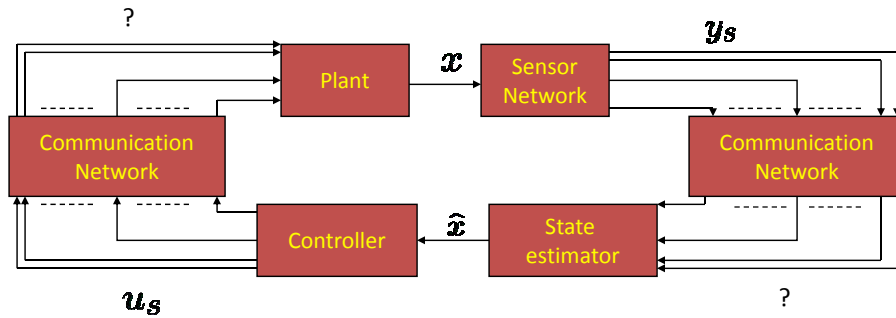 ?
y_s
Plant
x
Sensor
Network
Communication
Network
Communication
Network
Controller
x̂
State
estimator
u_s
?